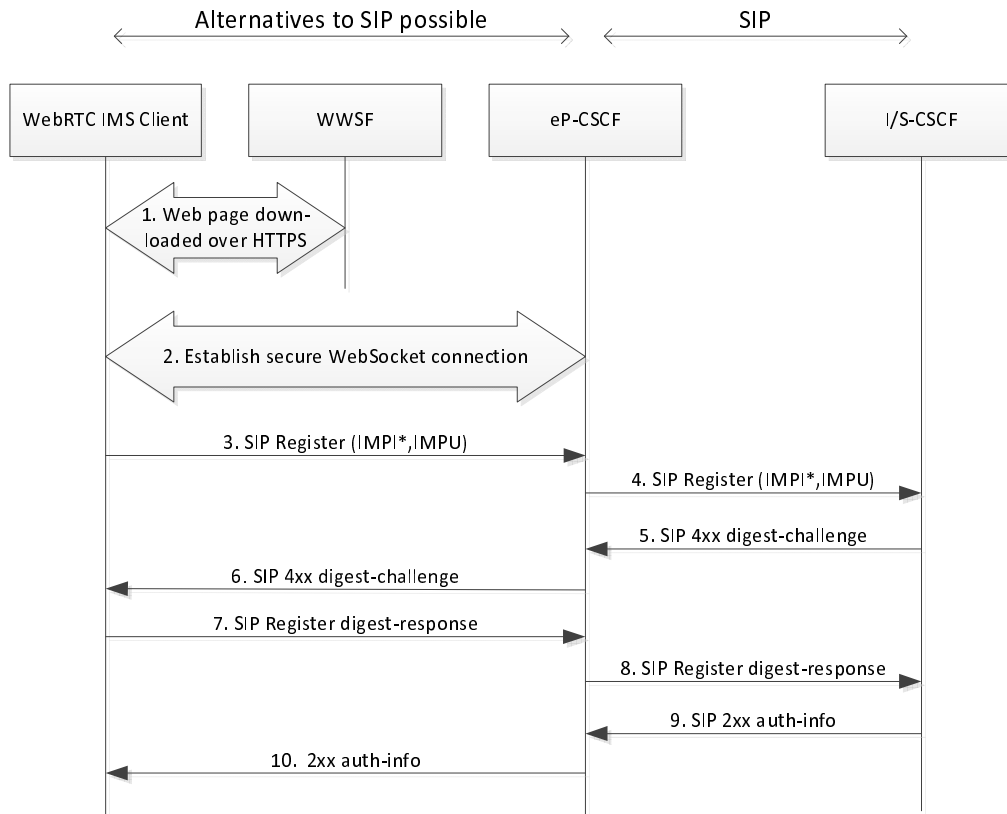 Alternatives to SIP possible
SIP
WebRTC IMS Client
WWSF
eP-CSCF
I/S-CSCF
1. Web page down-
loaded over HTTPS
2. Establish secure WebSocket connection
3. SIP Register (IMPI*,IMPU)
4. SIP Register (IMPI*,IMPU)
5. SIP 4xx digest-challenge
6. SIP 4xx digest-challenge
7. SIP Register digest-response
8. SIP Register digest-response
9. SIP 2xx auth-info
10. 2xx auth-info